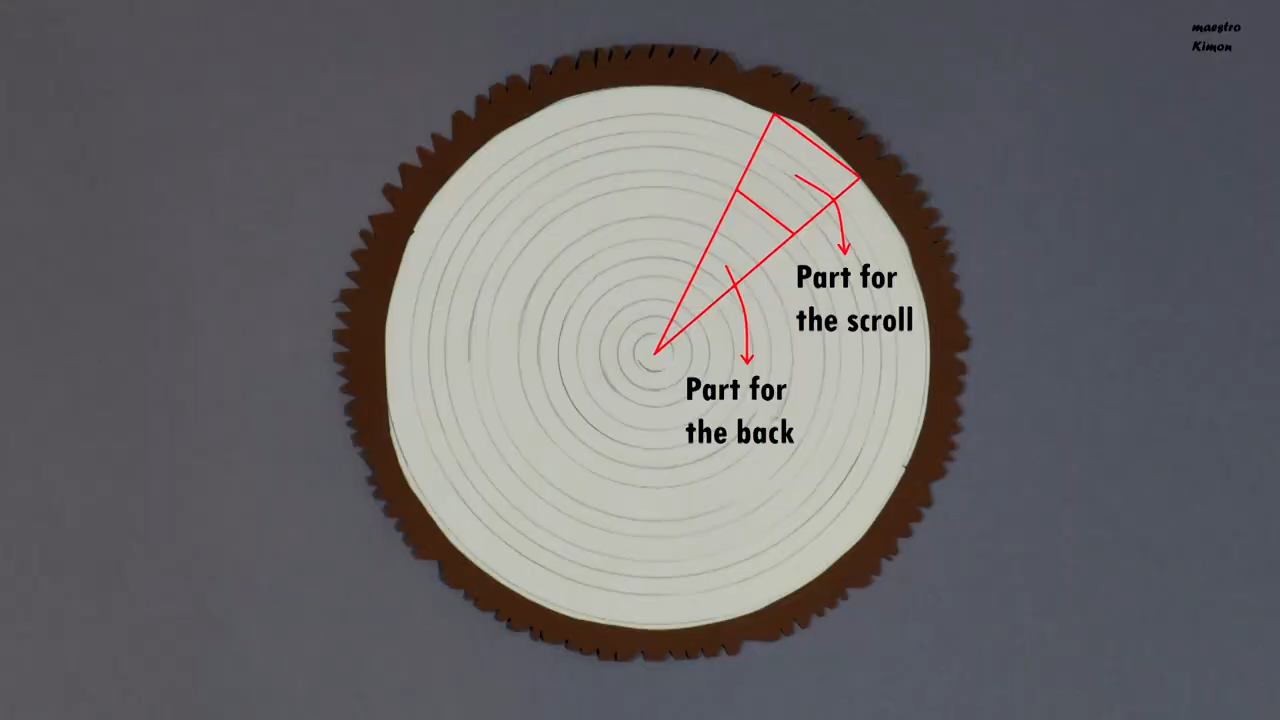 maestro
Kimon
Part for
the scroll
Part for
the back